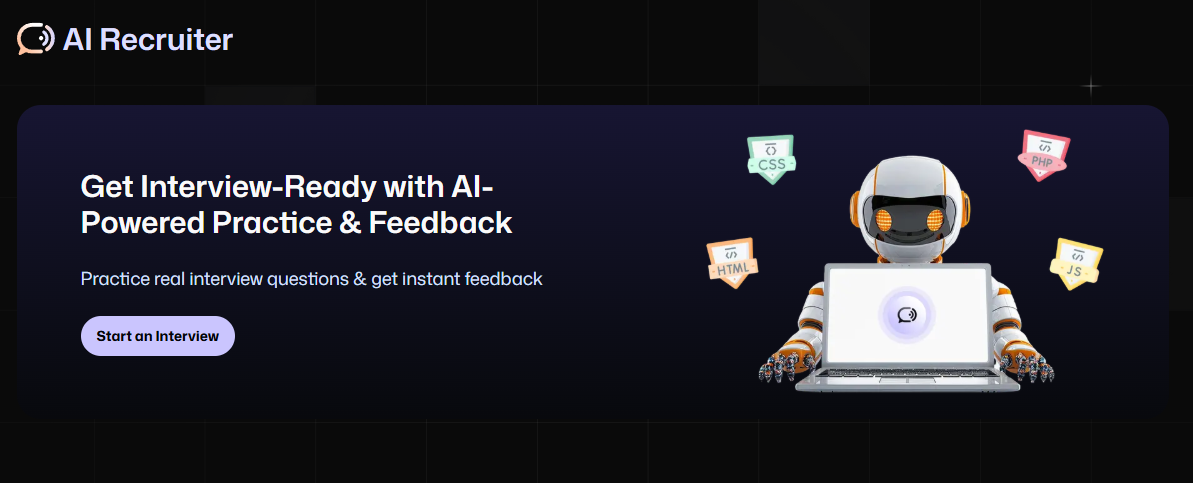 AI Recruiter
Get Interview-Ready with AI-
Powered Practice & Feedback
Practice real interview questions & get instant feedback
Start an Interview
CSS
PHP
HTML
JS